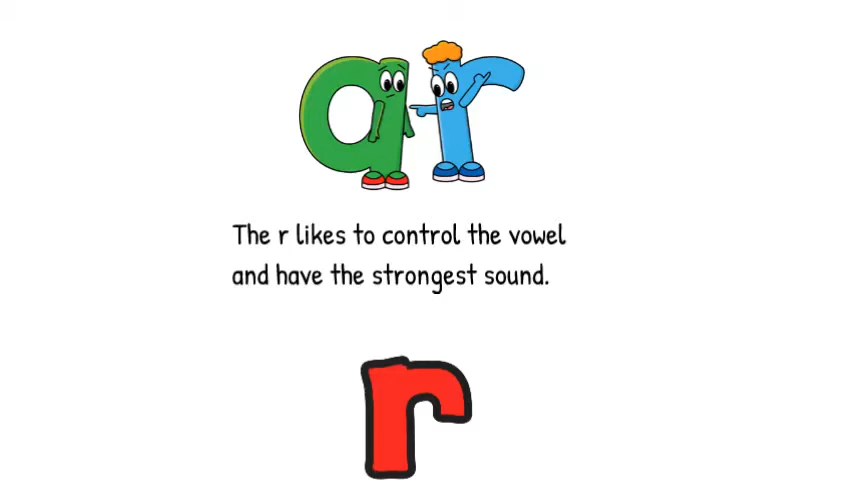 ar
The r likes to control the vowel
and have the strongest sound.
r